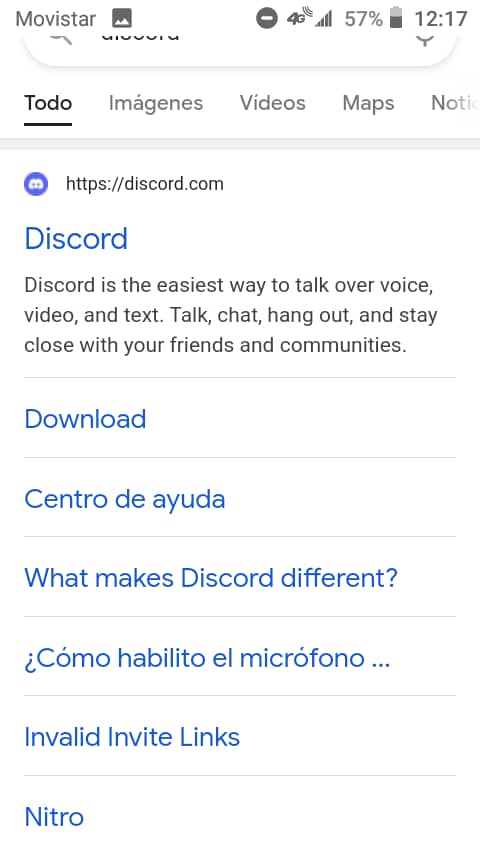 Movistar 4G 57% 12:17
discord
Todo Imágenes Vídeos Maps Notic
https://discord.com
Discord
Discord is the easiest way to talk over voice,
video, and text. Talk, chat, hang out, and stay
close with your friends and communities.
Download
Centro de ayuda
What makes Discord different?
¿Cómo habilito el micrófono ...
Invalid Invite Links
Nitro